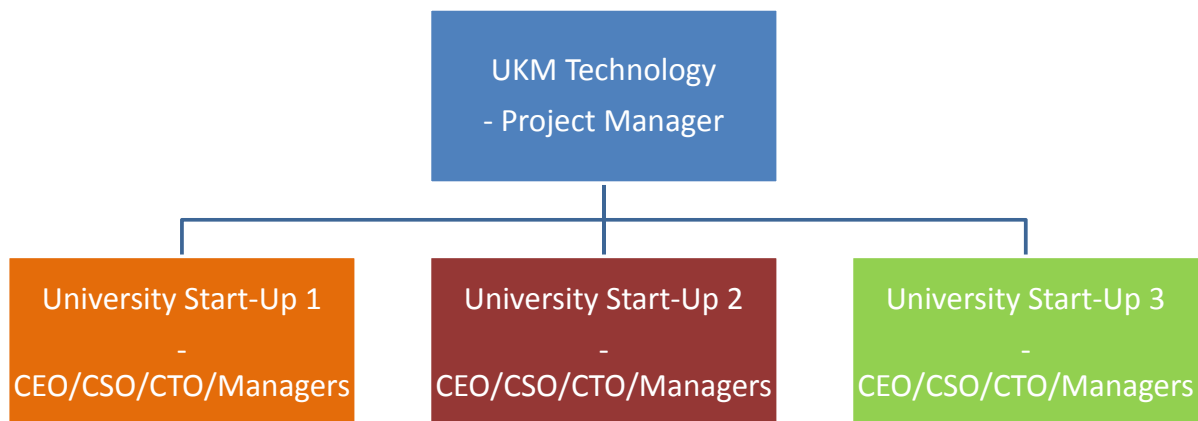 UKM Technology
- Project Manager
University Start-Up 1
-
CEO/CSO/CTO/Managers
University Start-Up 2
-
CEO/CSO/CTO/Managers
University Start-Up 3
-
CEO/CSO/CTO/Managers